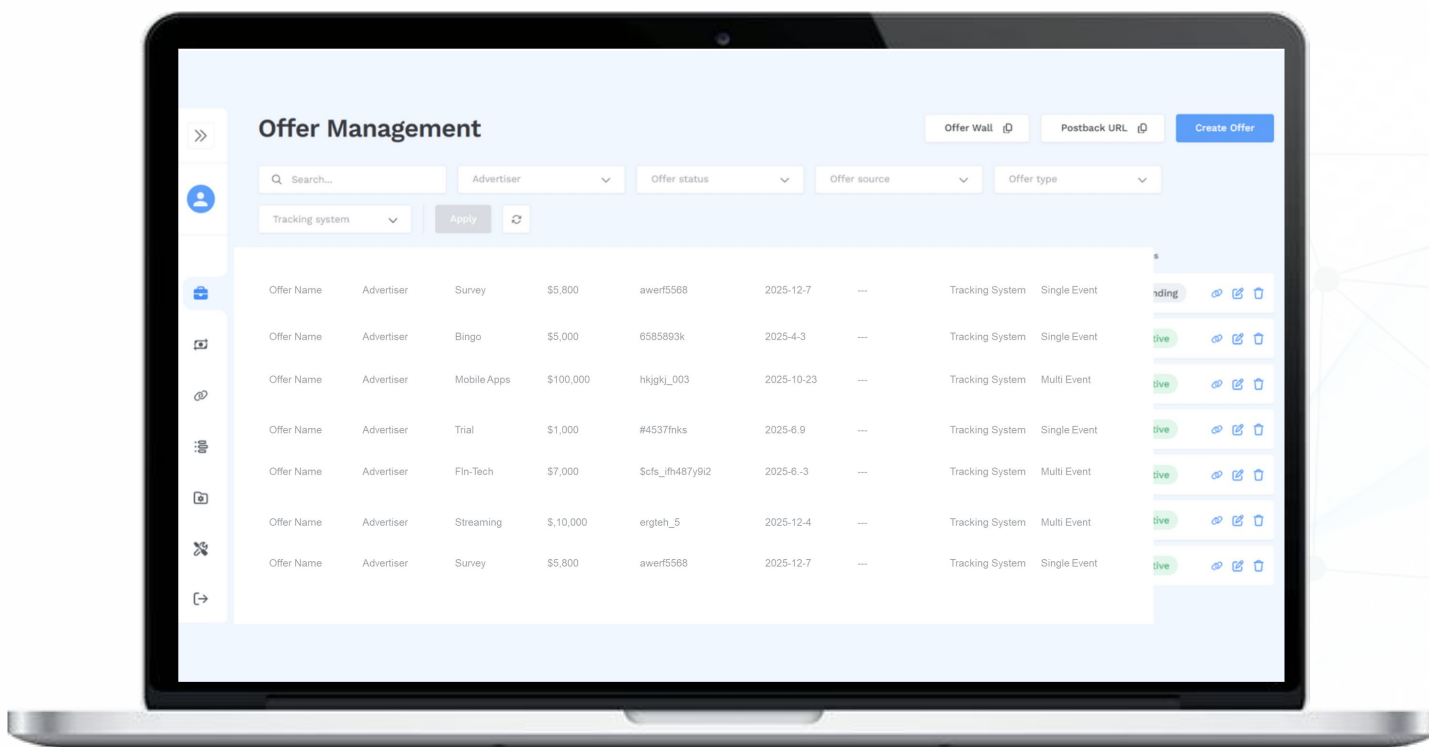 Offer Management Offer Wall Postback URL Create Offer
Search... Advertiser Offer status Offer source Offer type
Tracking system Apply
s
Offer Name Advertiser Survey $5,800 awerf5568 2025-12-7 --- Tracking System Single Event nding
Offer Name Advertiser Bingo $5,000 6585893k 2025-4-3 --- Tracking System Single Event tive
Offer Name Advertiser Mobile Apps $100,000 hkjgkj_003 2025-10-23 --- Tracking System Multi Event tive
Offer Name Advertiser Trial $1,000 #4537fnks 2025-6.9 --- Tracking System Single Event tive
Offer Name Advertiser FIn-Tech $7,000 $cfs_ifh487y9i2 2025-6.-3 --- Tracking System Multi Event tive
Offer Name Advertiser Streaming $,10,000 ergteh_5 2025-12-4 --- Tracking System Multi Event tive
Offer Name Advertiser Survey $5,800 awerf5568 2025-12-7 --- Tracking System Single Event tive